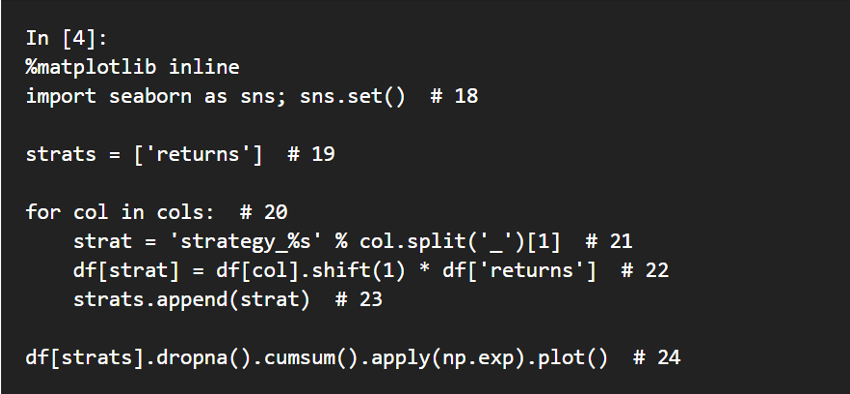 In [4]:
%matplotlib inline
import seaborn as sns; sns.set()  # 18
strats = ['returns']  # 19
for col in cols:  # 20
    strat = 'strategy_%s' % col.split('_')[1]  # 21
    df[strat] = df[col].shift(1) * df['returns']  # 22
    strats.append(strat)  # 23
df[strats].dropna().cumsum().apply(np.exp).plot()  # 24